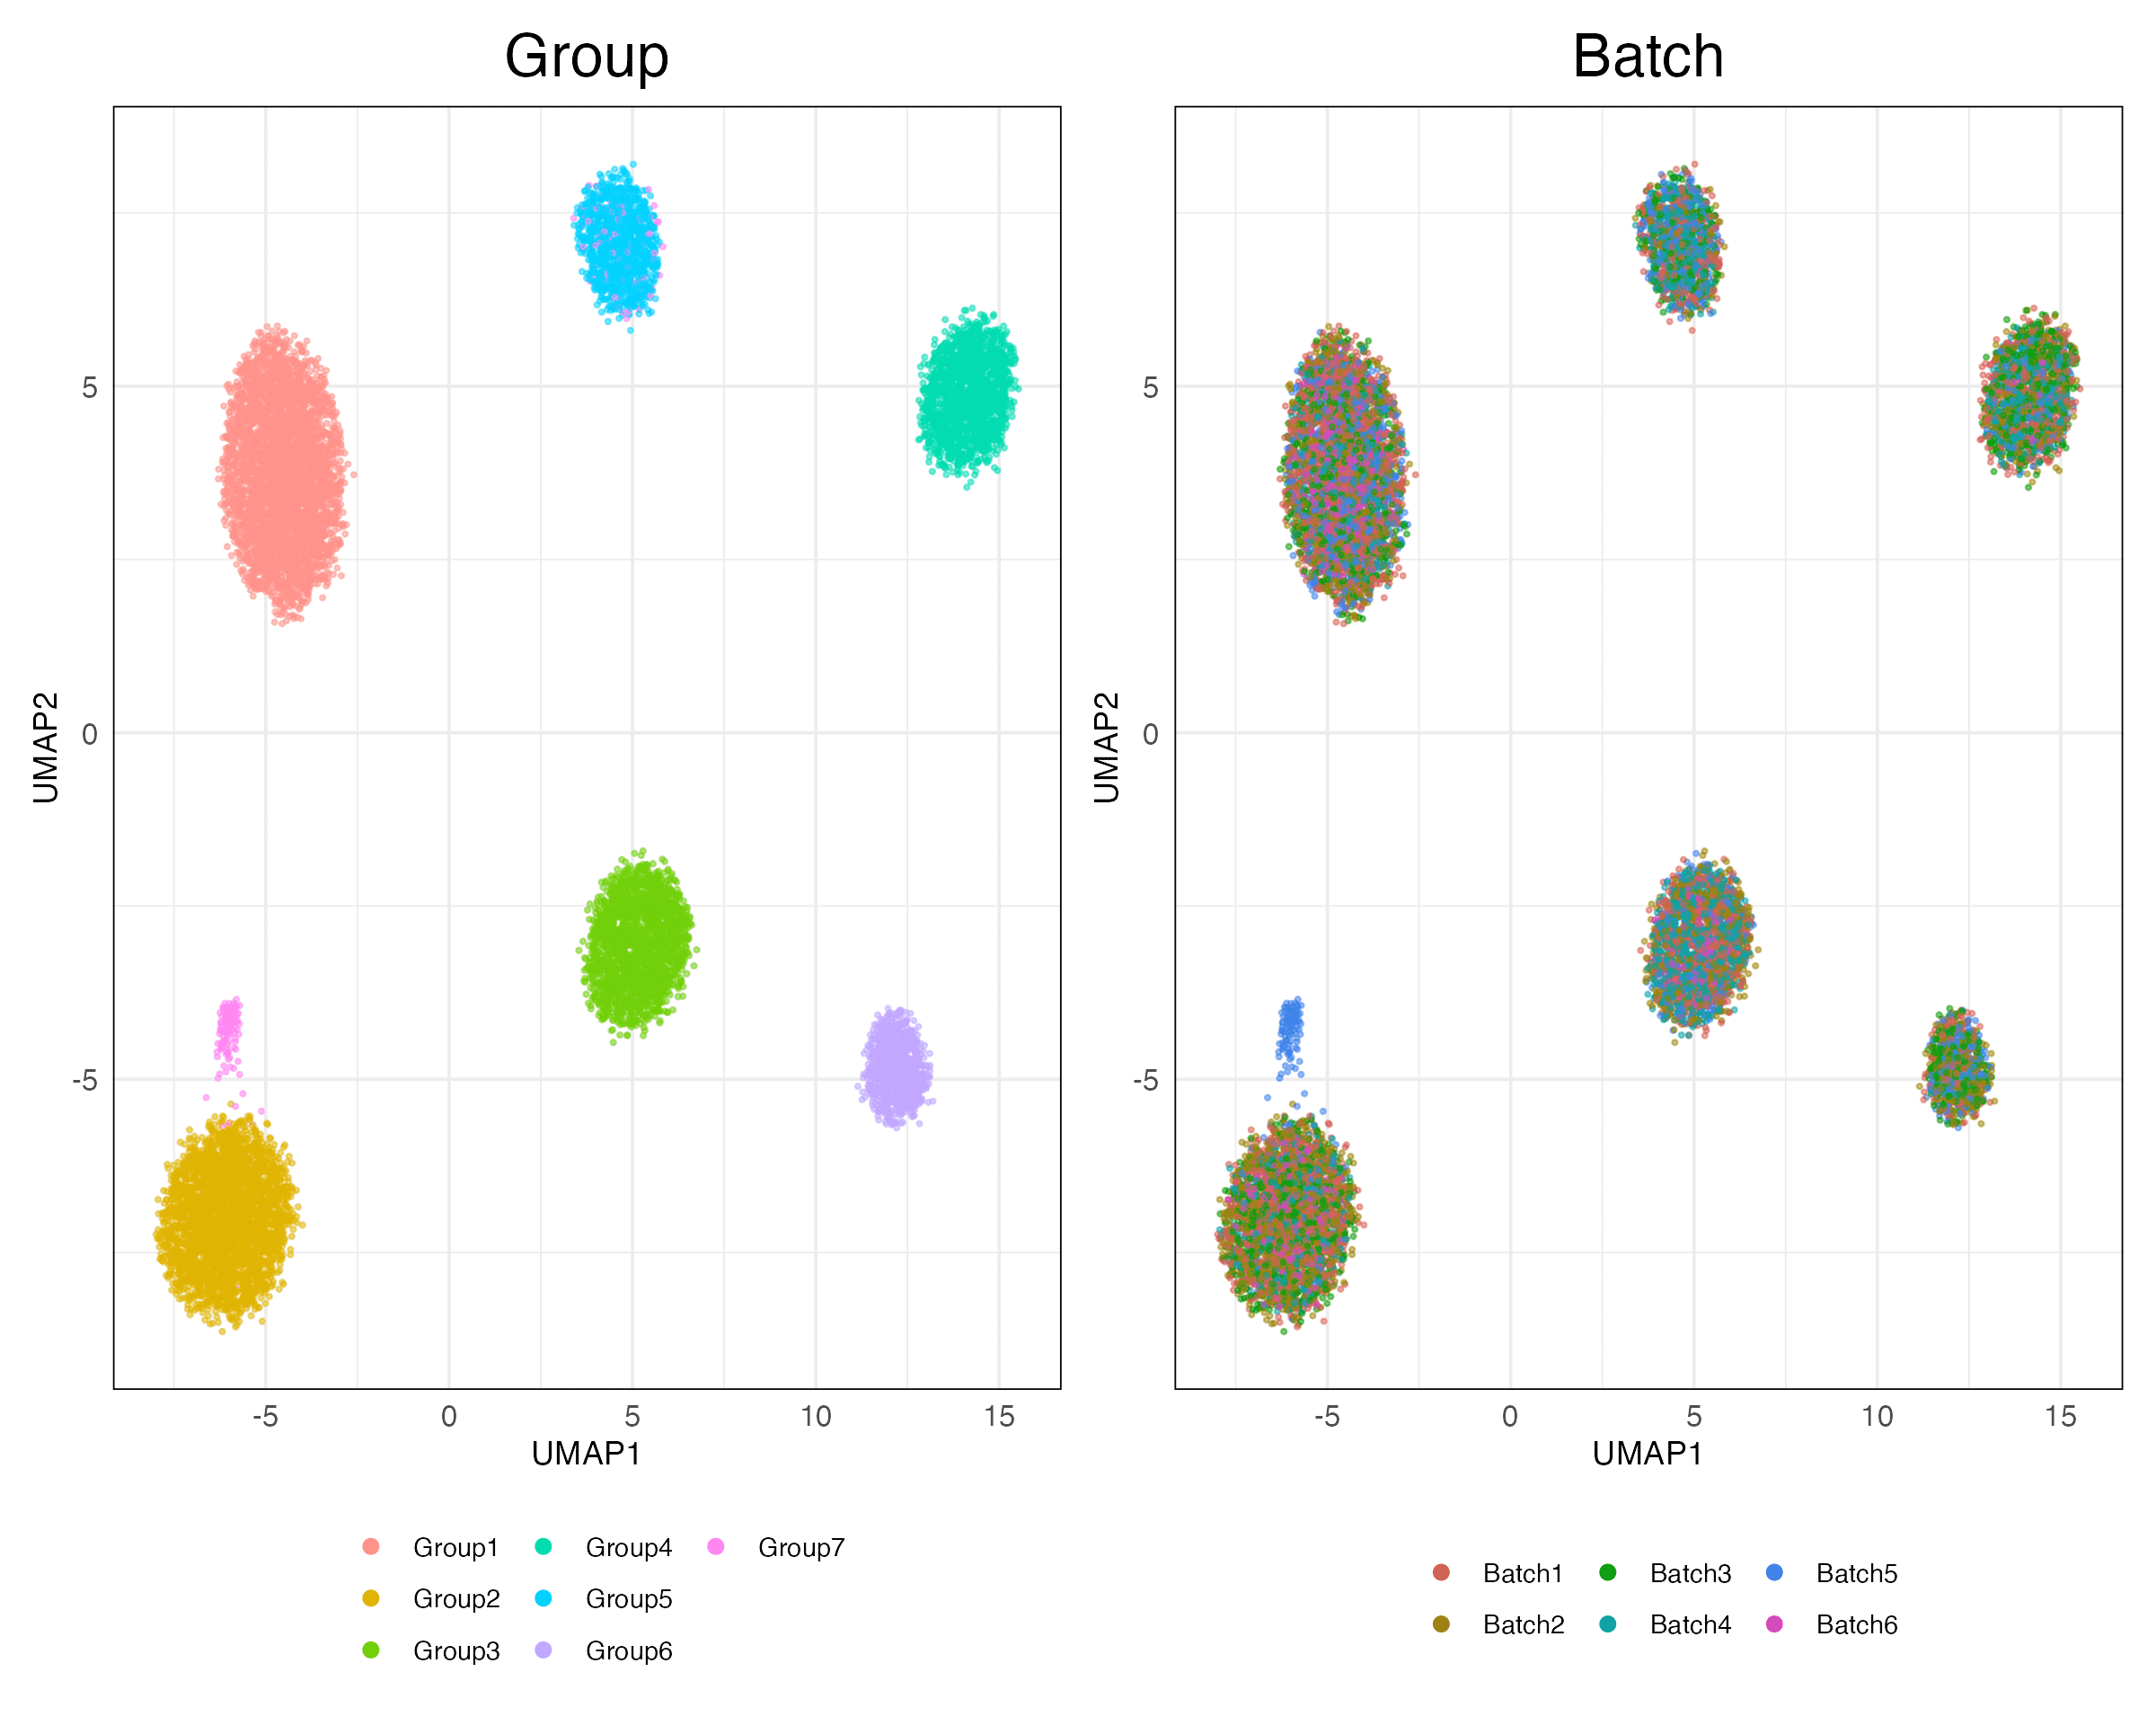 Group
Batch
UMAP2
5
0
-5
-5 0 5 10 15
UMAP1
UMAP2
5
0
-5
-5 0 5 10 15
UMAP1
Group1 Group4 Group7
Group2 Group5
Group3 Group6
Batch1 Batch3 Batch5
Batch2 Batch4 Batch6